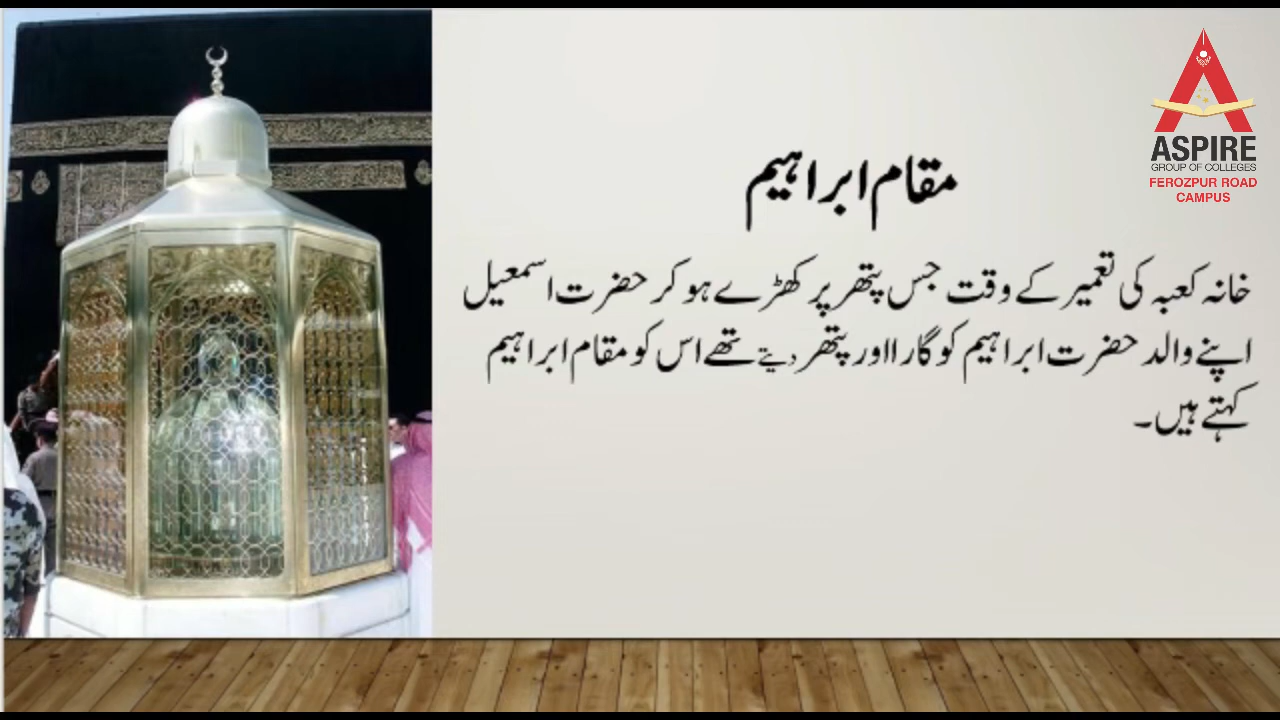 مقام ابراہیم
خانہ کعبہ کی تعمیر کے وقت جس پتھر پر کھڑے ہو کر حضرت اسمعیل
اپنے والد حضرت ابراہیم کو گارا اور پتھر دیتے تھے اس کو مقام ابراہیم
کہتے ہیں۔
ASPIRE
GROUP OF COLLEGES
FEROZPUR ROAD
CAMPUS